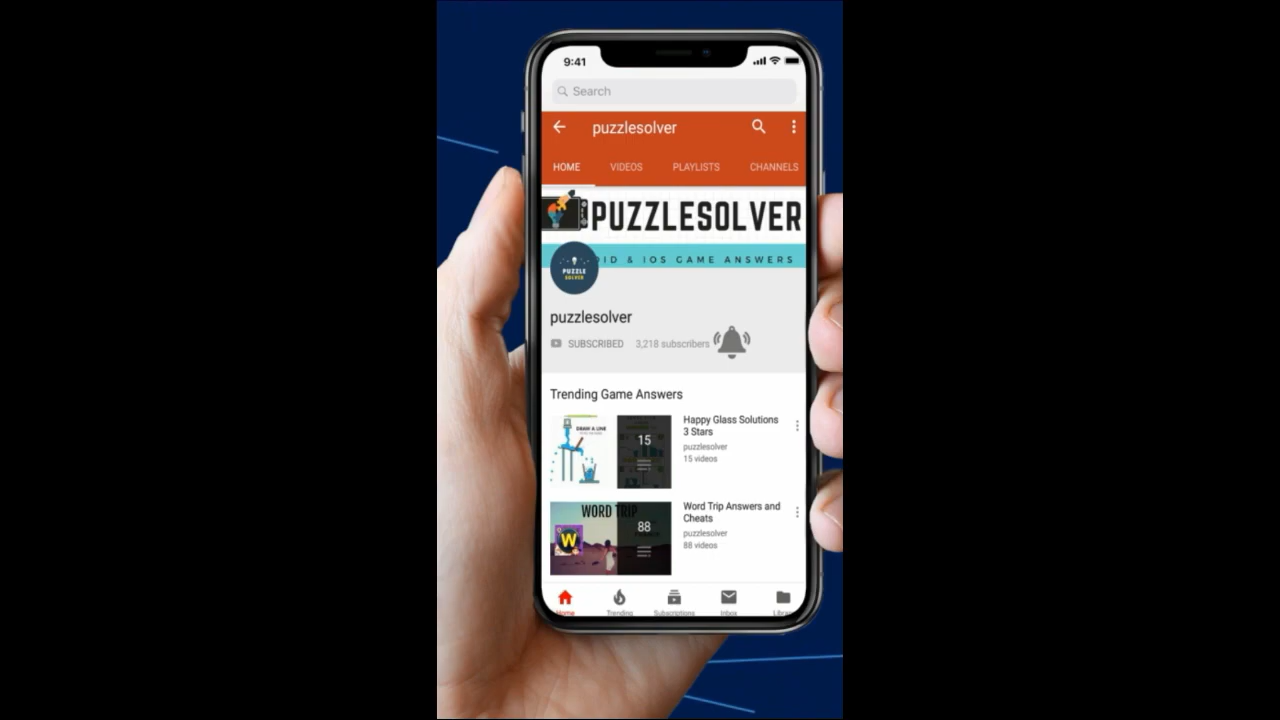 9:41
Search
puzzlesolver
HOME VIDEOS PLAYLISTS CHANNELS
PUZZLESOLVER
ID & IOS GAME ANSWERS
PUZZLE
SOLVER
puzzlesolver
SUBSCRIBED 3,218 subscribers
Trending Game Answers
DRAW A LINE
15
Happy Glass Solutions
3 Stars
puzzlesolver
15 videos
WORD TRIP
W
88
Word Trip Answers and
Cheats
puzzlesolver
88 videos
Home Trending Subscriptions Inbox